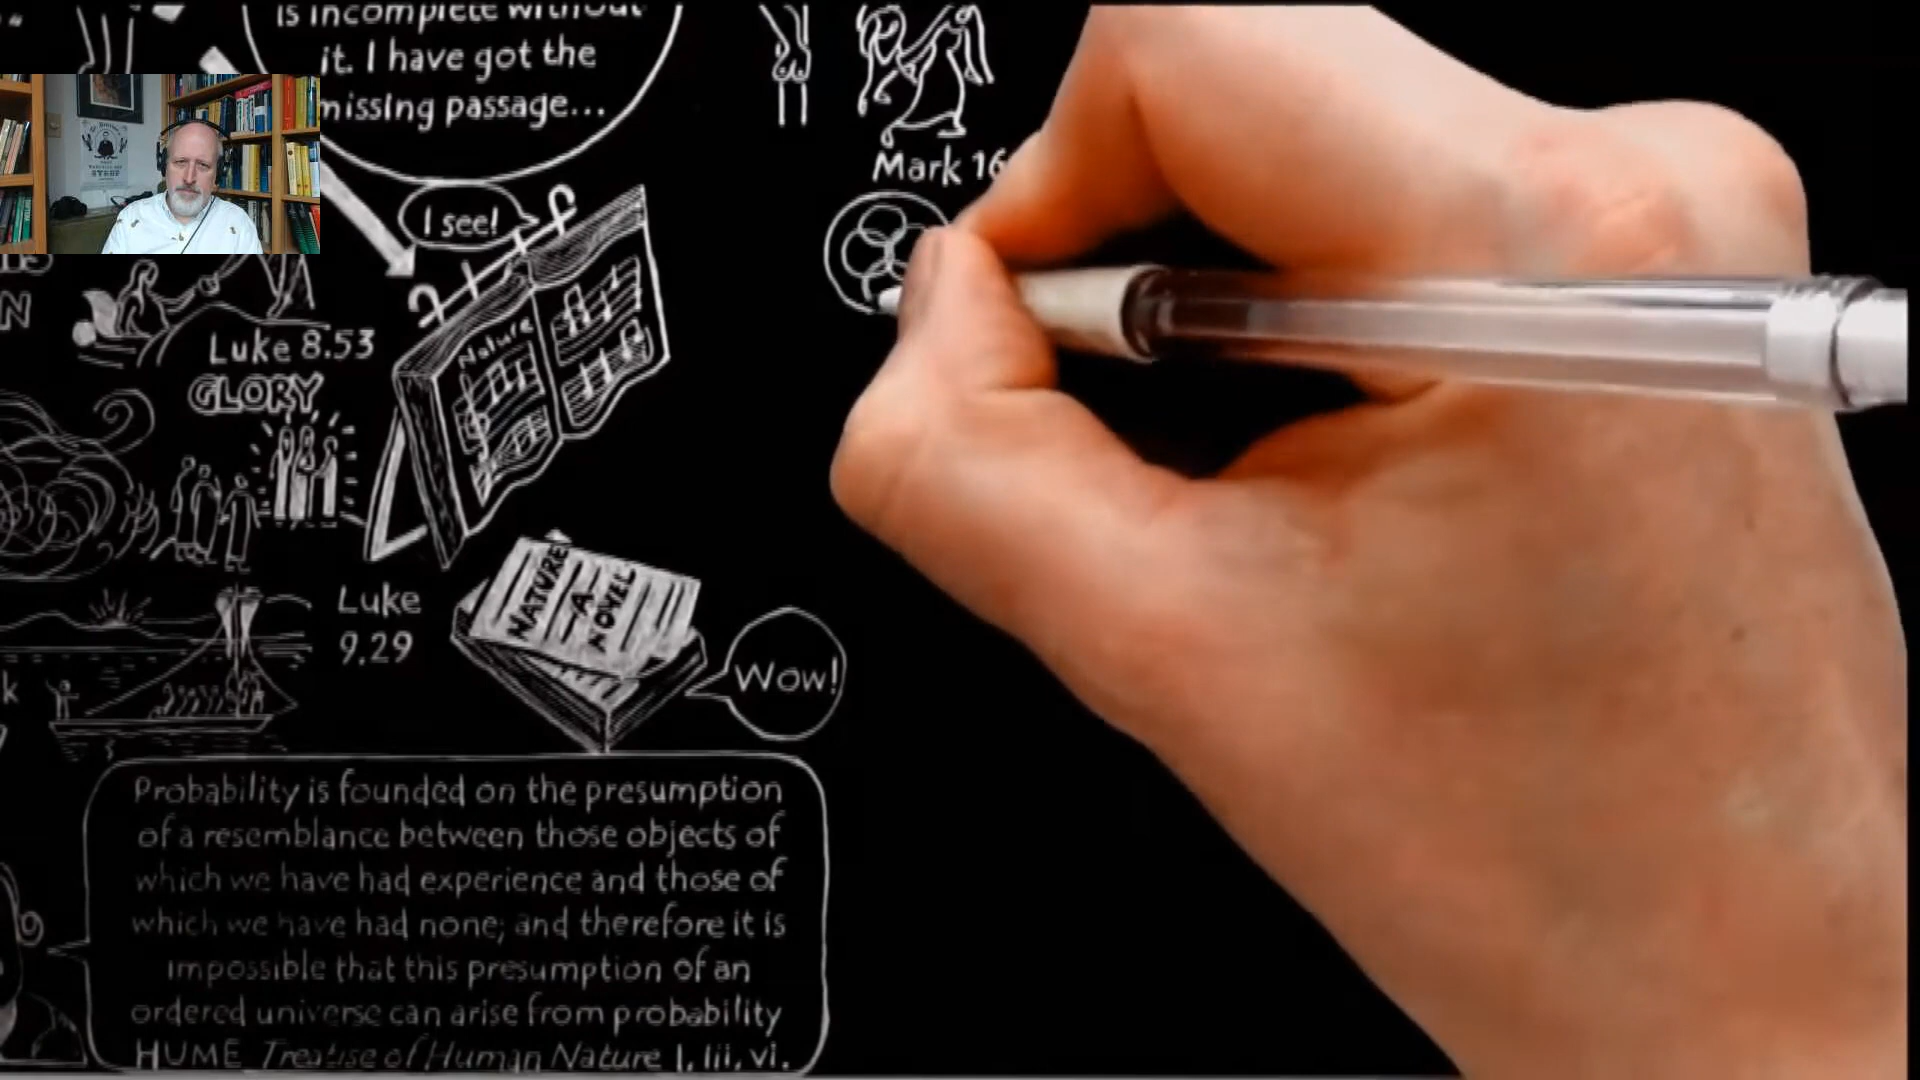 is incomplete without
it. I have got the
missing passage...
Mark 16
I see!
N
Luke 8.53
GLORY
Nature
Luke
9.29
NATURE
A
NOVEL
Wow!
k
Probability is founded on the presumption
of a resemblance between those objects of
which we have had experience and those of
which we have had none; and therefore it is
impossible that this presumption of an
ordered universe can arise from probability
HUME Treatise of Human Nature I, iii, vi.